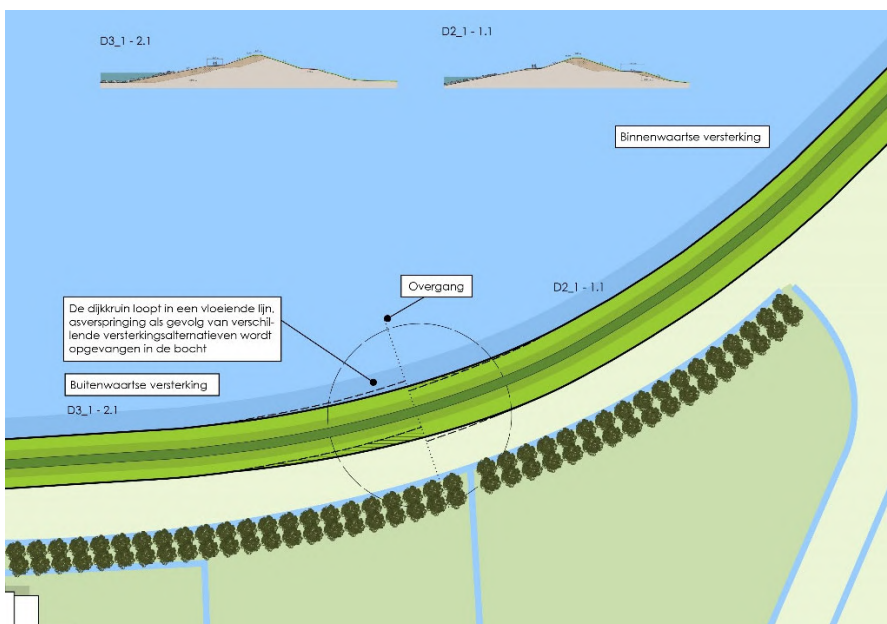 D3_1 - 2.1
D2_1 - 1.1
Binnenwaartse versterking
Overgang
D2_1 - 1.1
De dijkkruin loopt in een vloeiende lijn,
asverspringing als gevolg van verschil-
lende versterkingsalternatieven wordt
opgevangen in de bocht
Buitenwaartse versterking
D3_1 - 2.1